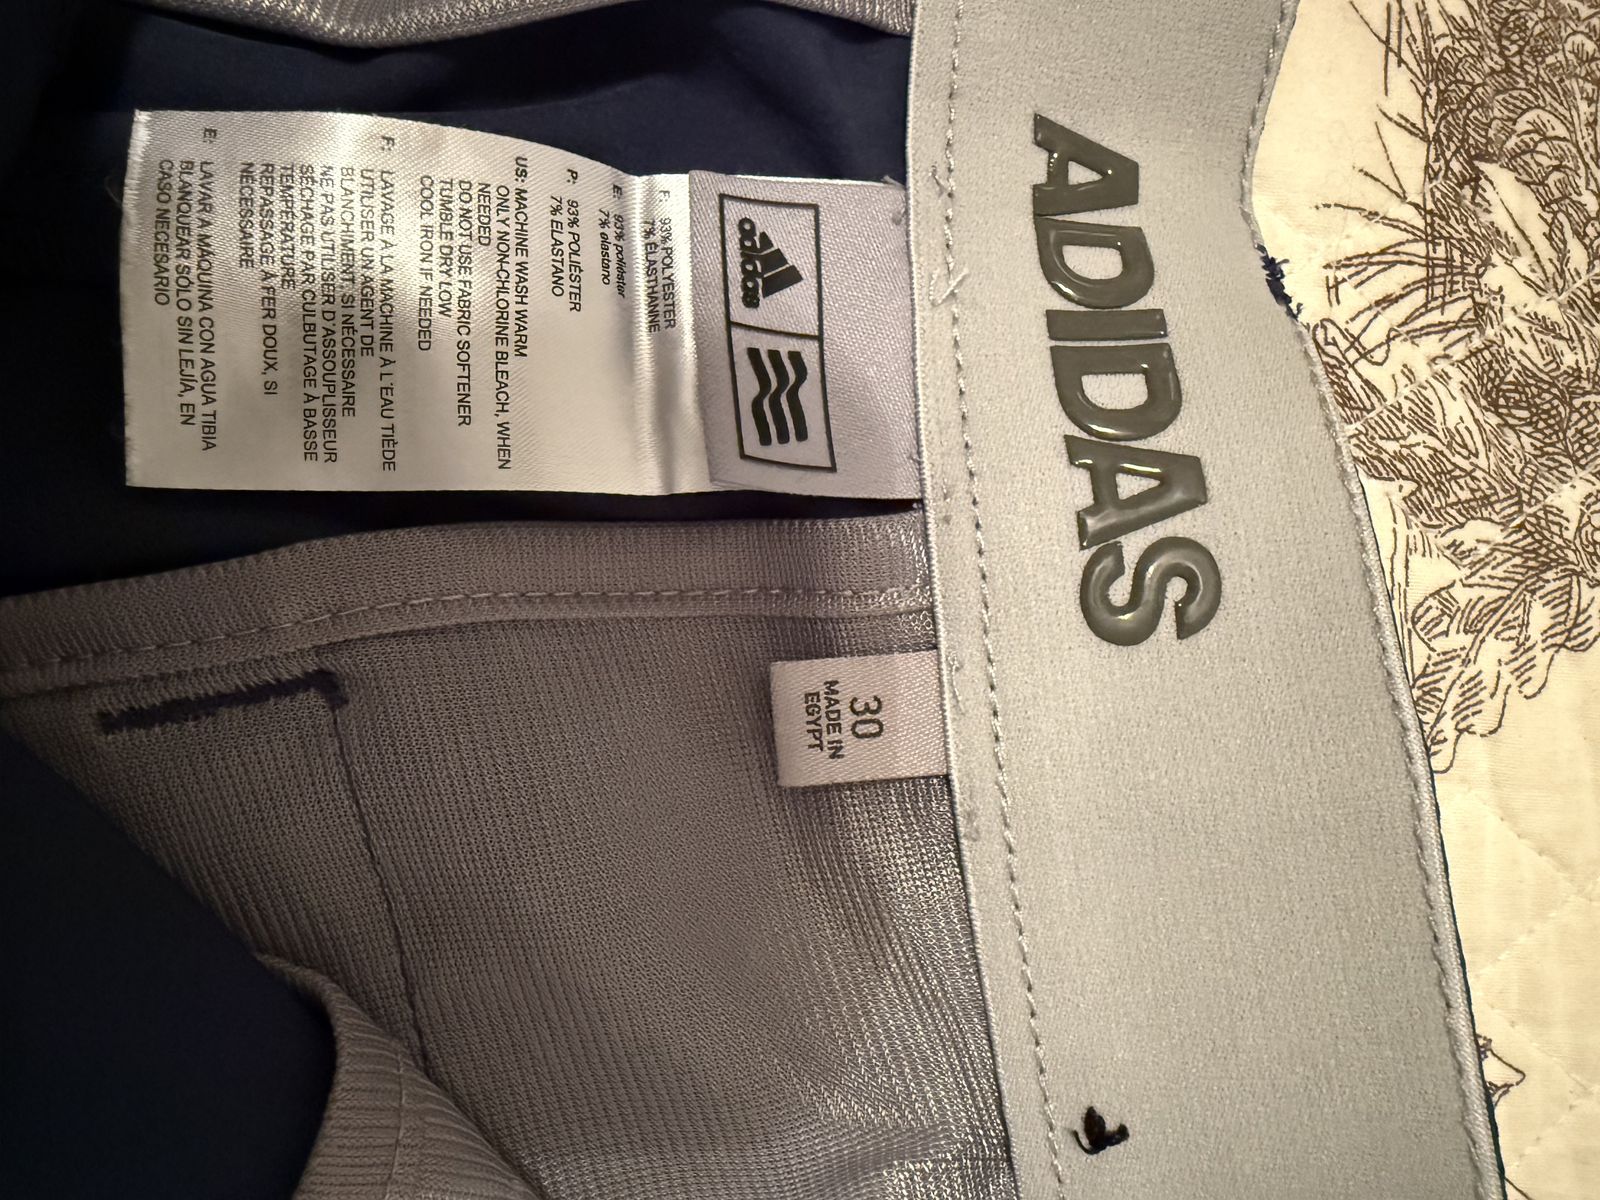 ADIDAS
adidas
F: 93% POLYESTER
7% ÉLASTHANNE
E: 93% poliéster
7% elastano
P: 93% POLIÉSTER
7% ELASTANO
US: MACHINE WASH WARM
ONLY NON-CHLORINE BLEACH, WHEN
NEEDED
DO NOT USE FABRIC SOFTENER
TUMBLE DRY LOW
COOL IRON IF NEEDED
F: LAVAGE À LA MACHINE À L'EAU TIÈDE
UTILISER UN AGENT DE
BLANCHIMENT, SI NÉCESSAIRE
NE PAS UTILISER D'ASSOUPLISSEUR
SÉCHAGE PAR CULBUTAGE À BASSE
TEMPÉRATURE
REPASSAGE À FER DOUX, SI
NÉCESSAIRE
E: LAVAR A MÁQUINA CON AGUA TIBIA
BLANQUEAR SÓLO SIN LEJÍA, EN
CASO NECESARIO
30
MADE IN
EGYPT